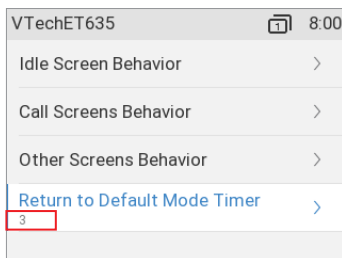 VTechET635 1 8:00
Idle Screen Behavior
Call Screens Behavior
Other Screens Behavior
Return to Default Mode Timer
3